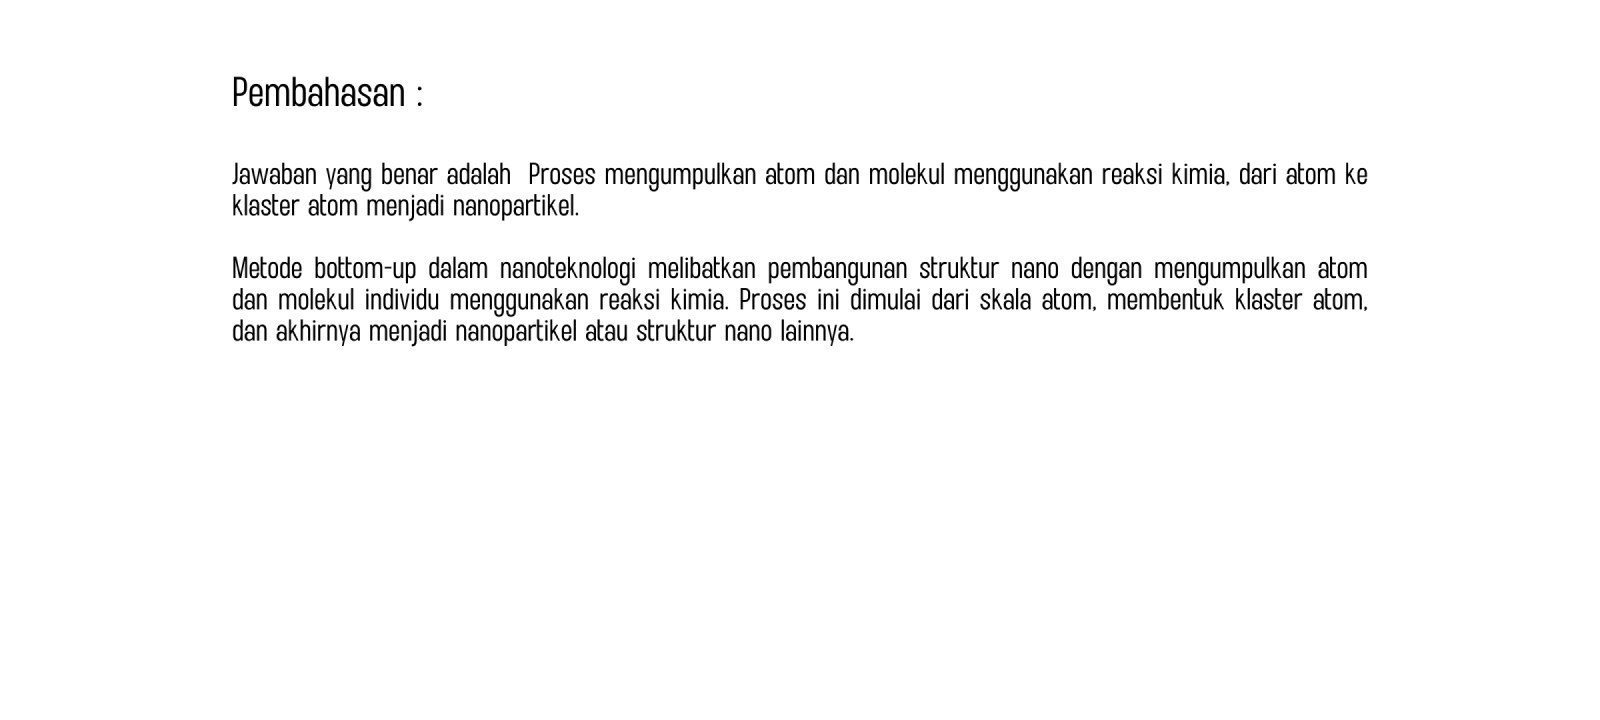 Pembahasan :
Jawaban yang benar adalah  Proses mengumpulkan atom dan molekul menggunakan reaksi kimia, dari atom ke
klaster atom menjadi nanopartikel.
Metode bottom-up dalam nanoteknologi melibatkan pembangunan struktur nano dengan mengumpulkan atom
dan molekul individu menggunakan reaksi kimia. Proses ini dimulai dari skala atom, membentuk klaster atom,
dan akhirnya menjadi nanopartikel atau struktur nano lainnya.